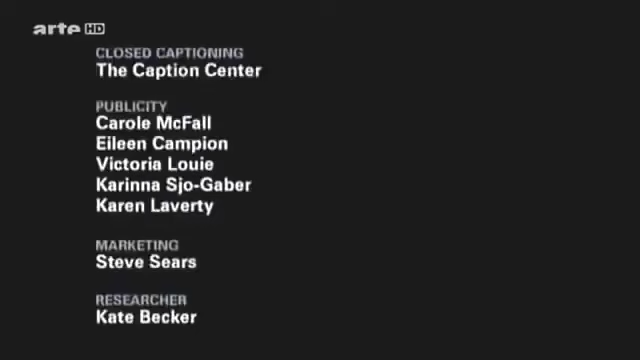 arte HD
CLOSED CAPTIONING
The Caption Center
PUBLICITY
Carole McFall
Eileen Campion
Victoria Louie
Karinna Sjo-Gaber
Karen Laverty
MARKETING
Steve Sears
RESEARCHER
Kate Becker